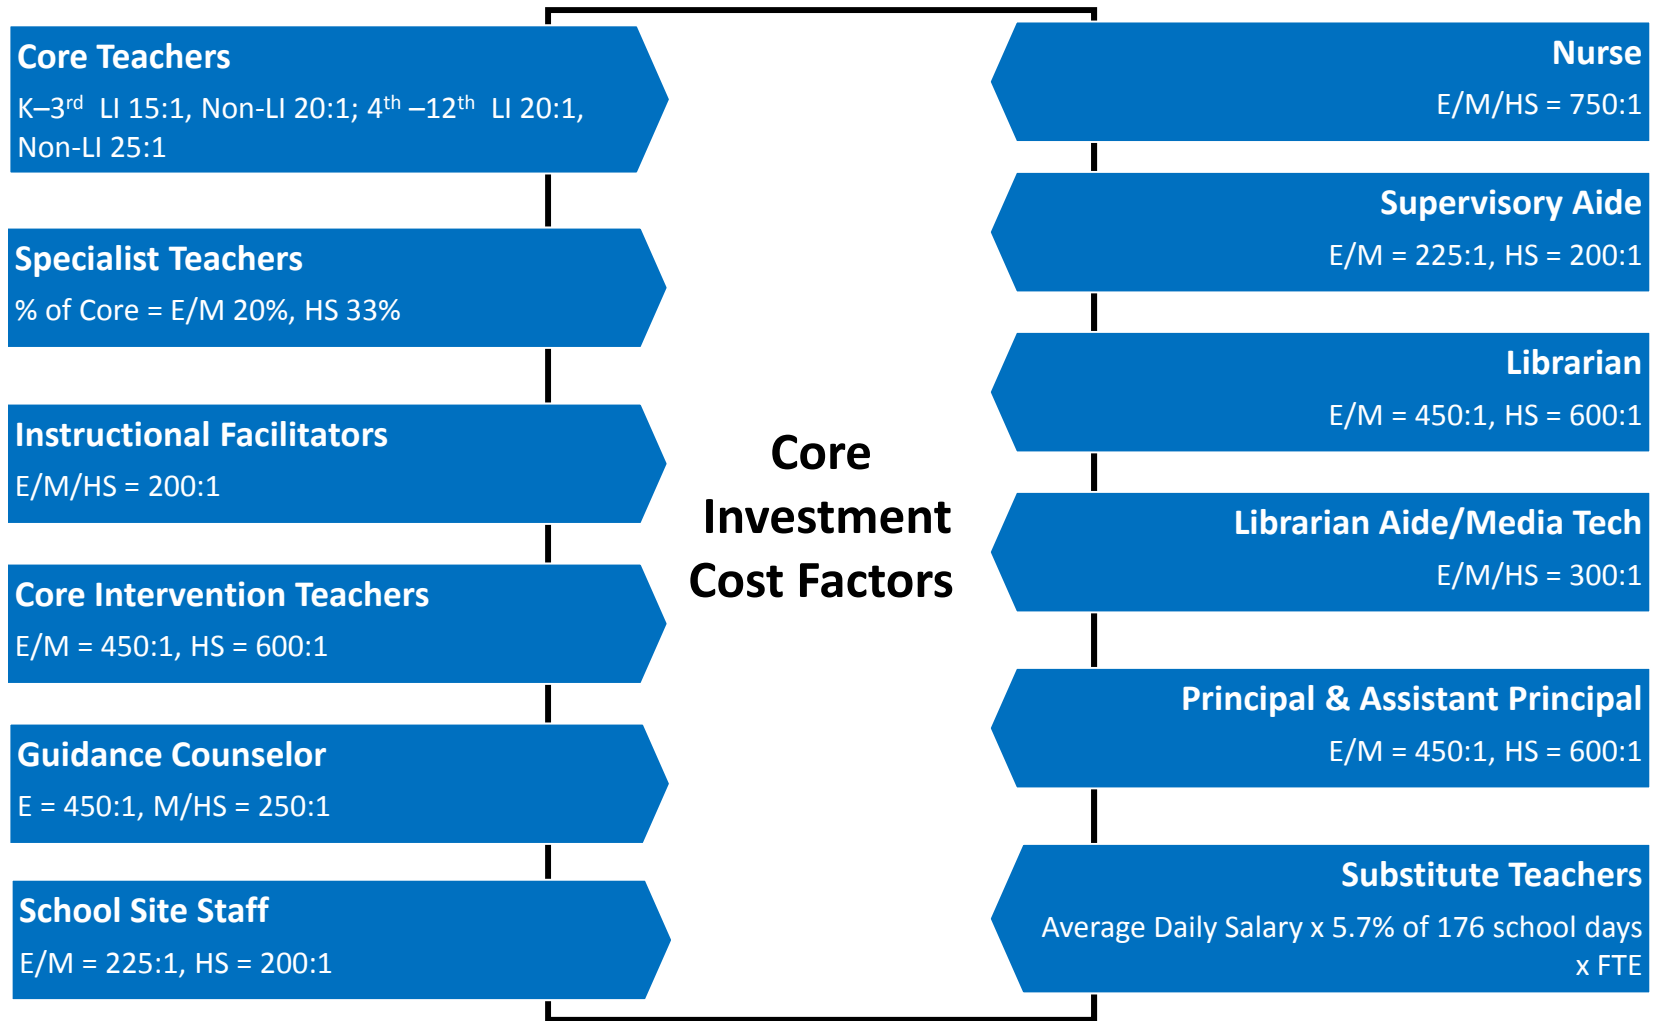 Core Teachers
K–3rd LI 15:1, Non-LI 20:1; 4th –12th LI 20:1,
Non-LI 25:1
Specialist Teachers
% of Core = E/M 20%, HS 33%
Instructional Facilitators
E/M/HS = 200:1
Core Intervention Teachers
E/M = 450:1, HS = 600:1
Guidance Counselor
E = 450:1, M/HS = 250:1
School Site Staff
E/M = 225:1, HS = 200:1
Core
Investment
Cost Factors
Nurse
E/M/HS = 750:1
Supervisory Aide
E/M = 225:1, HS = 200:1
Librarian
E/M = 450:1, HS = 600:1
Librarian Aide/Media Tech
E/M/HS = 300:1
Principal & Assistant Principal
E/M = 450:1, HS = 600:1
Substitute Teachers
Average Daily Salary x 5.7% of 176 school days
x FTE